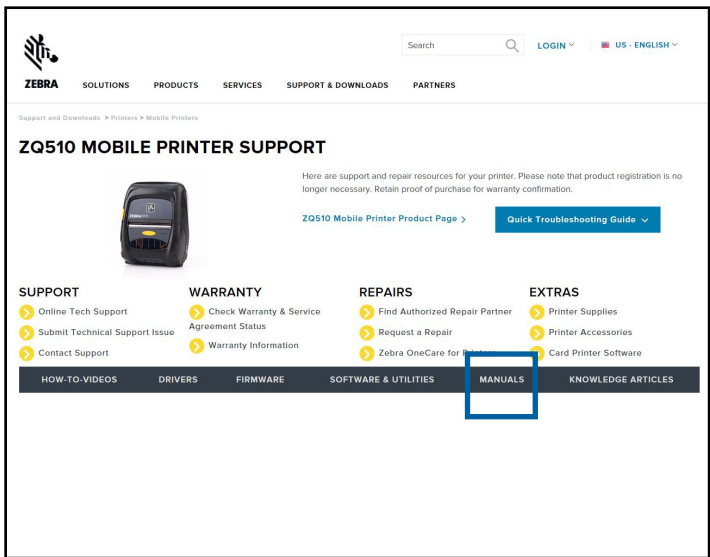 Search
LOGIN
US - ENGLISH
ZEBRA
SOLUTIONS
PRODUCTS
SERVICES
SUPPORT & DOWNLOADS
PARTNERS
Support and Downloads > Printers > Mobile Printers
ZQ510 MOBILE PRINTER SUPPORT
Here are support and repair resources for your printer. Please note that product registration is no
longer necessary. Retain proof of purchase for warranty confirmation.
ZQ510 Mobile Printer Product Page >
Quick Troubleshooting Guide
SUPPORT
Online Tech Support
Submit Technical Support Issue
Contact Support
WARRANTY
Check Warranty & Service
Agreement Status
Warranty Information
REPAIRS
Find Authorized Repair Partner
Request a Repair
Zebra OneCare for Printers
EXTRAS
Printer Supplies
Printer Accessories
Card Printer Software
HOW-TO-VIDEOS
DRIVERS
FIRMWARE
SOFTWARE & UTILITIES
MANUALS
KNOWLEDGE ARTICLES